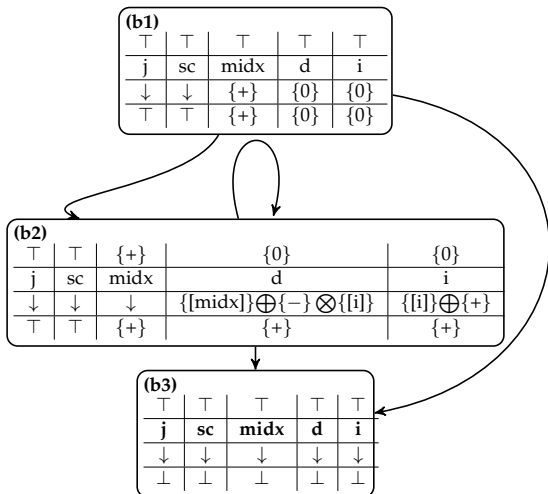 (b1)
⊤ ⊤ ⊤ ⊤ ⊤
j sc midx d i
↓ ↓ {+} {0} {0}
⊤ ⊤ {+} {0} {0}
(b2)
⊤ ⊤ {+} {0} {0}
j sc midx d i
↓ ↓ ↓ {[midx]}⊕{−}⊗{[i]} {[i]}⊕{+}
⊤ ⊤ {+} {+} {+}
(b3)
⊤ ⊤ ⊤ ⊤ ⊤
j sc midx d i
↓ ↓ ↓ ↓ ↓
⊥ ⊥ ⊥ ⊥ ⊥